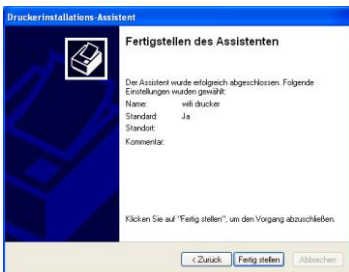 Druckerinstallations-Assistent
Fertigstellen des Assistenten
Der Assistent wurde erfolgreich abgeschlossen. Folgende
Einstellungen wurden gewählt:
Name: wifi drucker
Standard: Ja
Standort:
Kommentar:
Klicken Sie auf "Fertig stellen", um den Vorgang abzuschließen.
< Zurück Fertig stellen Abbrechen